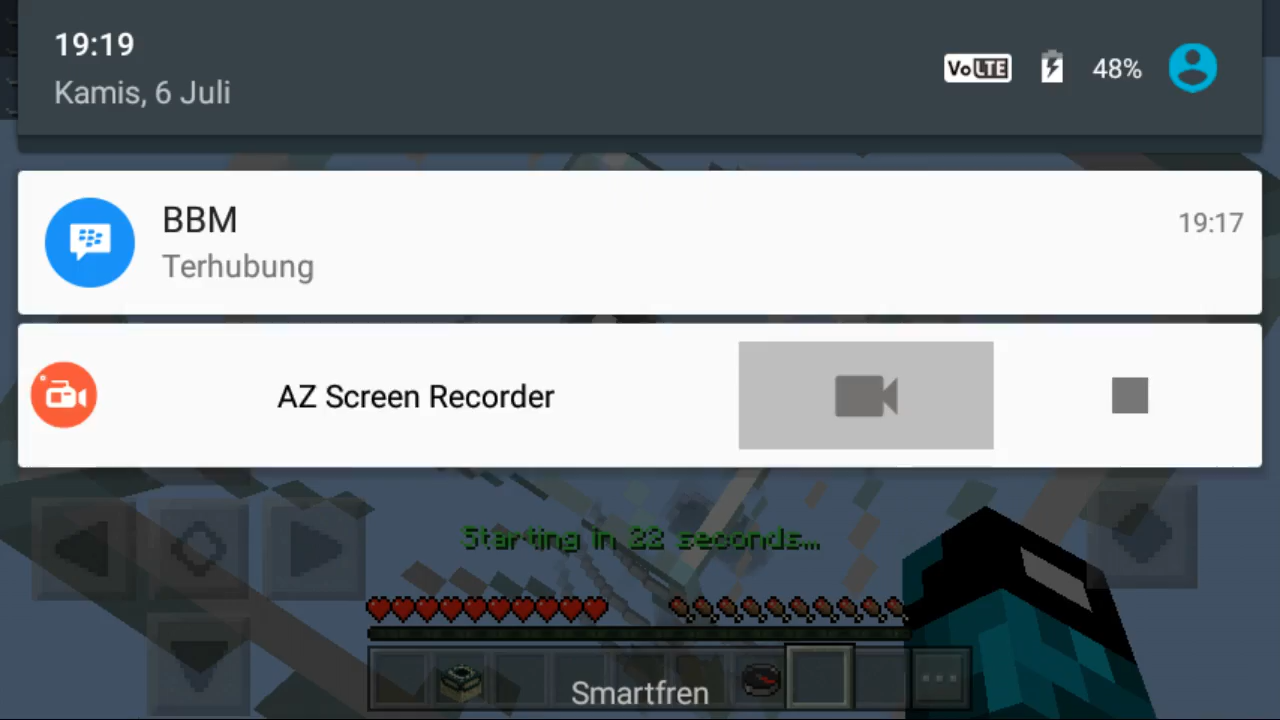 19:19
Kamis, 6 Juli
VoLTE
48%
BBM
19:17
Terhubung
AZ Screen Recorder
Starting in 22 seconds...
Smartfren